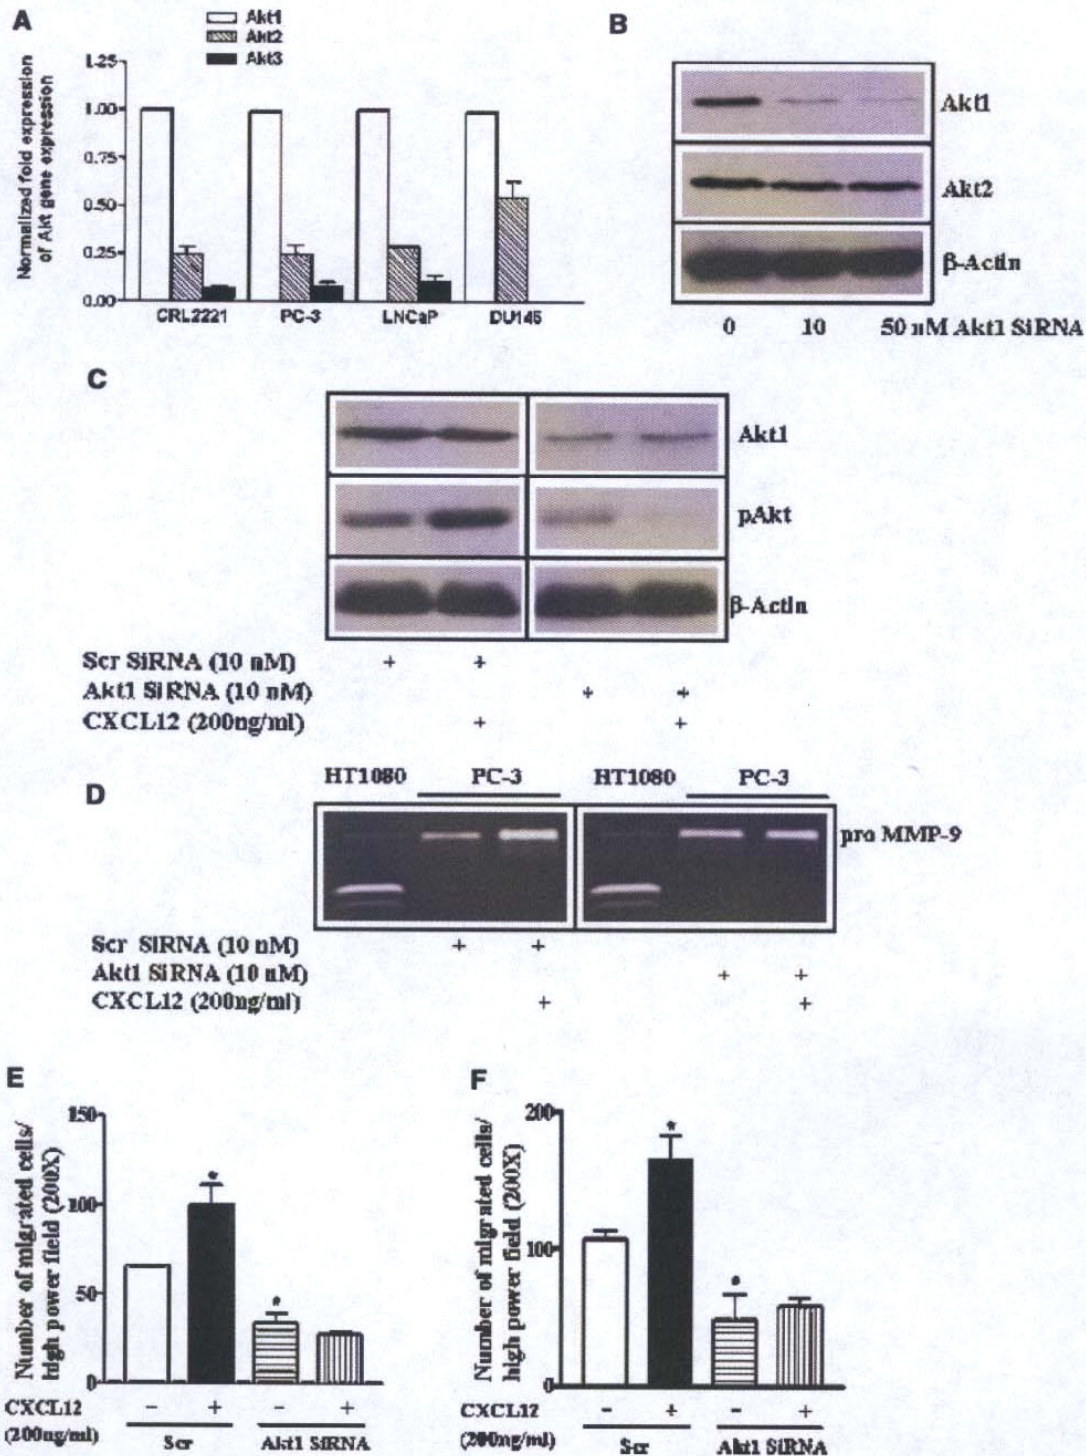 A
Akt1
Akt2
Akt3
Normalized fold expression
of Akt gene expression
1.25
1.00
0.75
0.50
0.25
0.00
CRL2221 PC-3 LNCaP DU145
B
Akt1
Akt2
β-Actin
0 10 50 nM Akt1 SiRNA
C
Akt1
pAkt
β-Actin
Scr SiRNA (10 nM) + +
Akt1 SiRNA (10 nM) + +
CXCL12 (200ng/ml) + +
D
HT1080 PC-3 HT1080 PC-3
pro MMP-9
Scr SiRNA (10 nM) + +
Akt1 SiRNA (10 nM) + +
CXCL12 (200ng/ml) + +
E
Number of migrated cells/
high power field (200X)
150
100
50
0
* *
CXCL12 - + - +
(200ng/ml) Scr Akt1 SiRNA
F
Number of migrated cells/
high power field (200X)
200
100
0
* *
CXCL12 - + - +
(200ng/ml) Scr Akt1 SiRNA